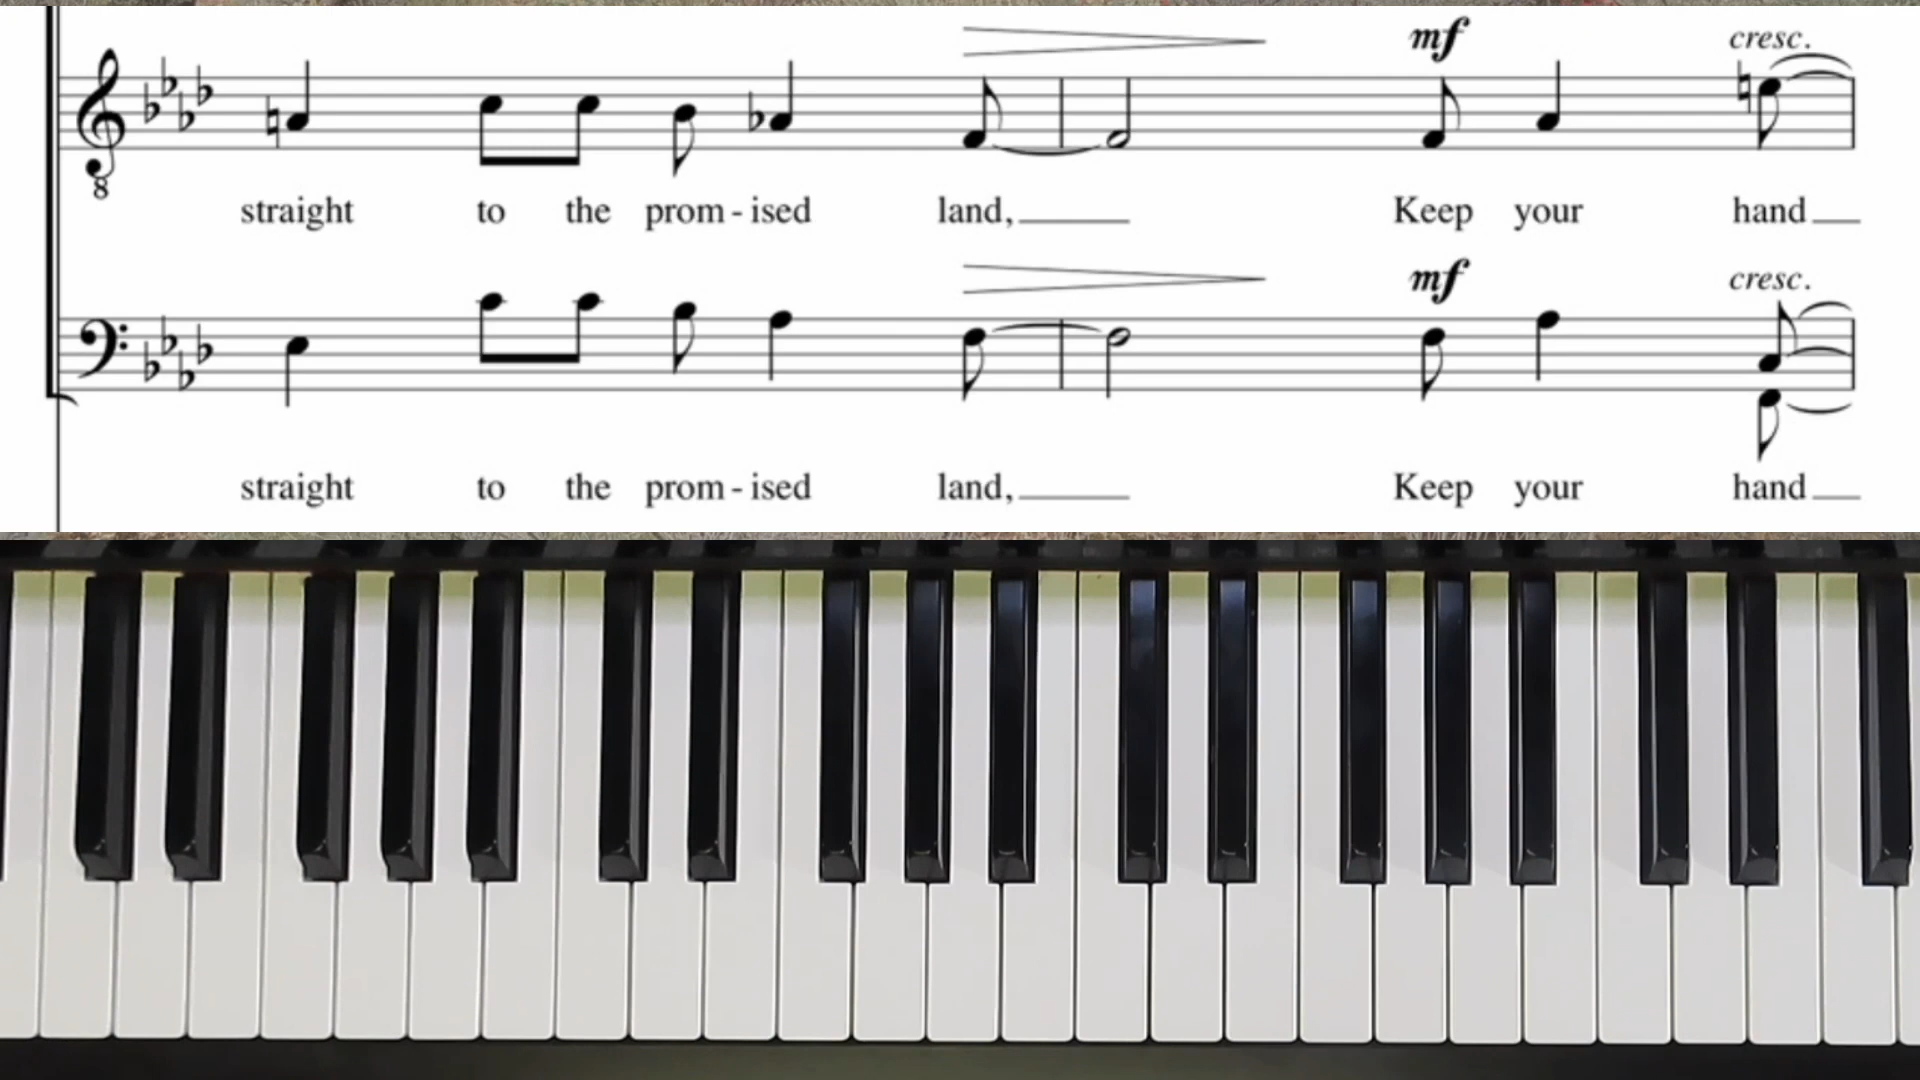 mf cresc.
8
straight to the prom - ised land, Keep your hand
mf cresc.
straight to the prom - ised land, Keep your hand